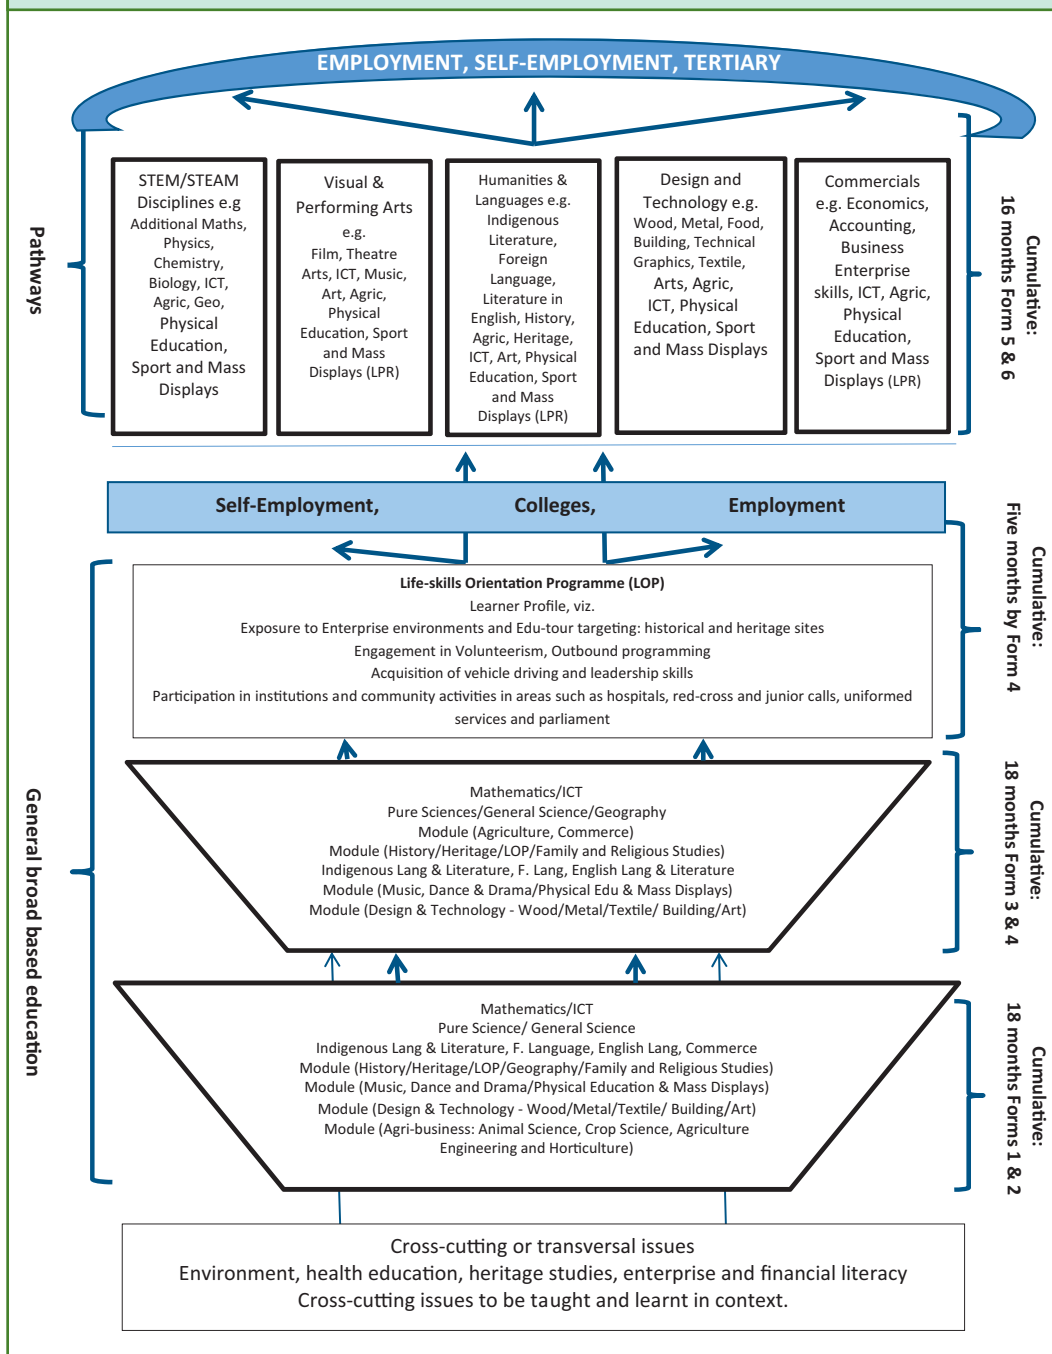 EMPLOYMENT, SELF-EMPLOYMENT, TERTIARY
Pathways
STEM/STEAM
Disciplines e.g
Additional Maths,
Physics,
Chemistry,
Biology, ICT
Agric, Geo,
Physical
Education,
Sport and Mass
Displays
Visual &
Performing Arts
e.g.
Film, Theatre
Arts, ICT, Music,
Art, Agric,
Physical
Education, Sport
and Mass
Displays (LPR)
Humanities &
Languages e.g.
Indigenous
Literature,
Foreign
Language,
Literature in
English, History,
Agric, Heritage,
ICT, Art, Physical
Education, Sport
and Mass
Displays (LPR)
Design and
Technology e.g.
Wood, Metal, Food,
Building, Technical
Graphics, Textile,
Arts, Agric,
ICT, Physical
Education, Sport
and Mass Displays
Commercials
e.g. Economics,
Accounting,
Business
Enterprise
skills, ICT, Agric,
Physical
Education,
Sport and Mass
Displays (LPR)
Cumulative:
16 months Form 5 & 6
Self-Employment, Colleges, Employment
Cumulative:
Five months by Form 4
General broad based education
Life-skills Orientation Programme (LOP)
Learner Profile, viz.
Exposure to Enterprise environments and Edu-tour targeting: historical and heritage sites
Engagement in Volunteerism, Outbound programming
Acquisition of vehicle driving and leadership skills
Participation in institutions and community activities in areas such as hospitals, red-cross and junior calls, uniformed
services and parliament
Mathematics/ICT
Pure Sciences/General Science/Geography
Module (Agriculture, Commerce)
Module (History/Heritage/LOP/Family and Religious Studies)
Indigenous Lang & Literature, F. Lang, English Lang & Literature
Module (Music, Dance & Drama/Physical Edu & Mass Displays)
Module (Design & Technology - Wood/Metal/Textile/ Building/Art)
Cumulative:
18 months Form 3 & 4
Mathematics/ICT
Pure Science/ General Science
Indigenous Lang & Literature, F. Language, English Lang, Commerce
Module (History/Heritage/LOP/Geography/Family and Religious Studies)
Module (Music, Dance and Drama/Physical Education & Mass Displays)
Module (Design & Technology - Wood/Metal/Textile/ Building/Art)
Module (Agri-business: Animal Science, Crop Science, Agriculture
Engineering and Horticulture)
Cumulative:
18 months Forms 1 & 2
Cross-cutting or transversal issues
Environment, health education, heritage studies, enterprise and financial literacy
Cross-cutting issues to be taught and learnt in context.